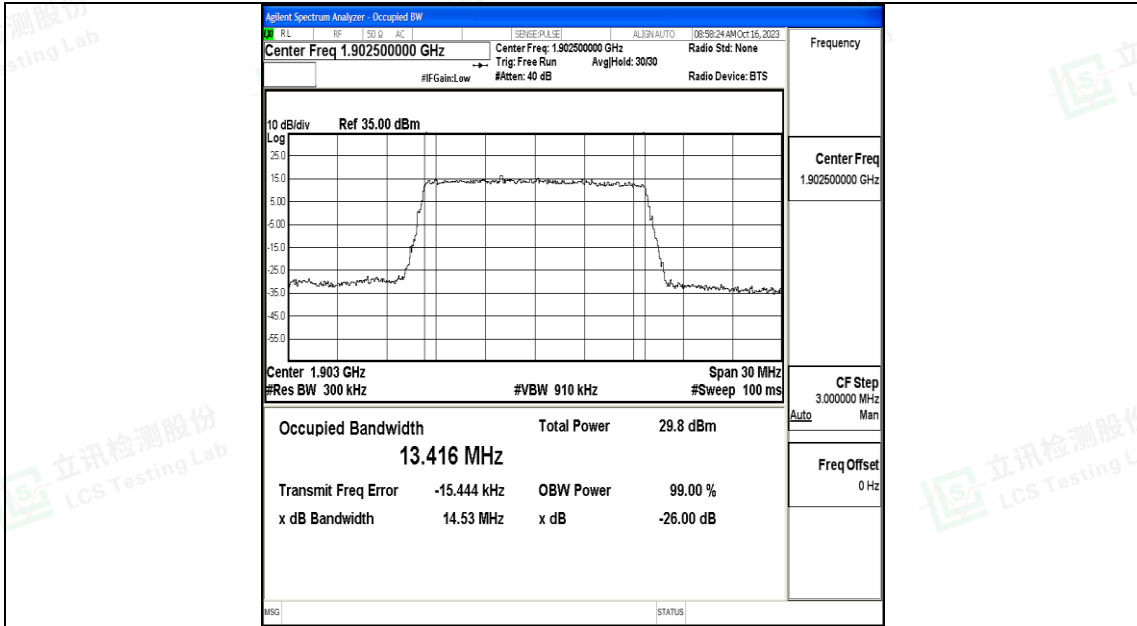 Agilent Spectrum Analyzer - Occupied BW
RL RF 50 Ω AC SENSE:PULSE ALIGNAUTO 08:58:24 AM Oct 16, 2023
Center Freq 1.902500000 GHz
Center Freq: 1.902500000 GHz
Radio Std: None
Trig: Free Run Avg|Hold: 30/30
#IFGain:Low
#Atten: 40 dB
Radio Device: BTS
10 dB/div Ref 35.00 dBm
Log
25.0
15.0
5.00
-5.00
-15.0
-25.0
-35.0
-45.0
-55.0
Center 1.903 GHz Span 30 MHz
#Res BW 300 kHz #VBW 910 kHz #Sweep 100 ms
Occupied Bandwidth Total Power 29.8 dBm
13.416 MHz
Transmit Freq Error -15.444 kHz OBW Power 99.00 %
x dB Bandwidth 14.53 MHz x dB -26.00 dB
MSG STATUS
Frequency
Center Freq
1.902500000 GHz
CF Step
3.000000 MHz
Auto Man
Freq Offset
0 Hz
立讯检测股份
LCS Testing Lab
立讯检测股份
LCS Testing L
测股份
sting Lab
立